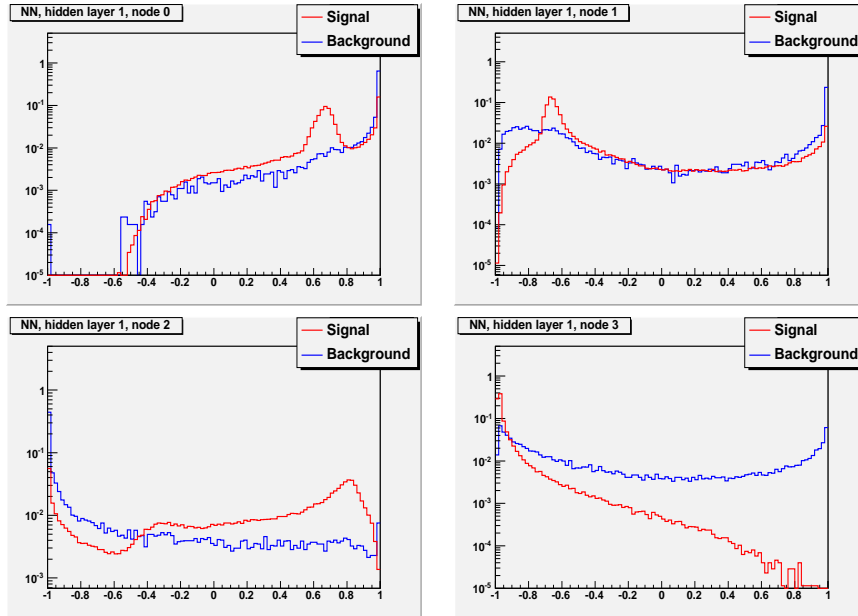 NN, hidden layer 1, node 0
Signal
Background
1
10-1
10-2
10-3
10-4
10-5
-1 -0.8 -0.6 -0.4 -0.2 0 0.2 0.4 0.6 0.8 1
NN, hidden layer 1, node 1
Signal
Background
1
10-1
10-2
10-3
10-4
10-5
-1 -0.8 -0.6 -0.4 -0.2 0 0.2 0.4 0.6 0.8 1
NN, hidden layer 1, node 2
Signal
Background
1
10-1
10-2
10-3
-1 -0.8 -0.6 -0.4 -0.2 0 0.2 0.4 0.6 0.8 1
NN, hidden layer 1, node 3
Signal
Background
1
10-1
10-2
10-3
10-4
10-5
-1 -0.8 -0.6 -0.4 -0.2 0 0.2 0.4 0.6 0.8 1